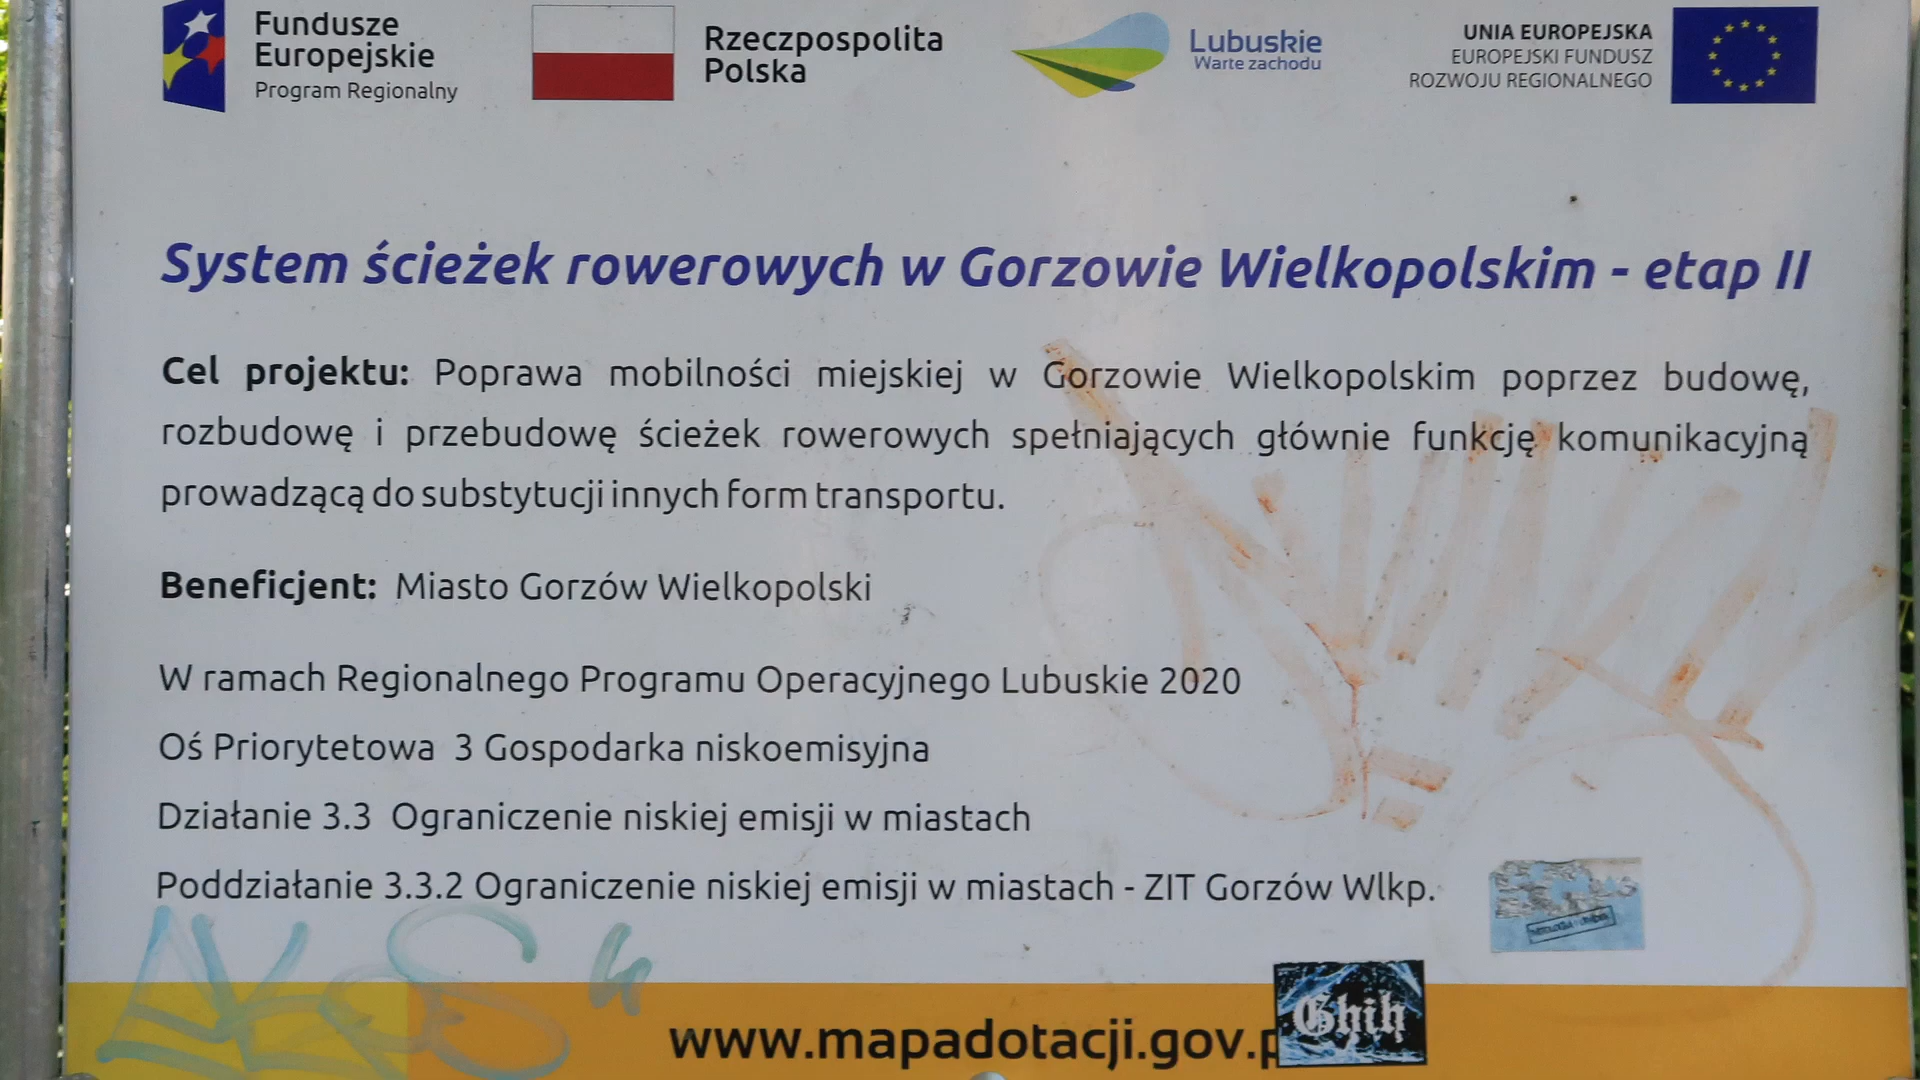 Fundusze
Europejskie
Program Regionalny
Rzeczpospolita
Polska
Lubuskie
Warte zachodu
UNIA EUROPEJSKA
EUROPEJSKI FUNDUSZ
ROZWOJU REGIONALNEGO
System ścieżek rowerowych w Gorzowie Wielkopolskim - etap II
Cel projektu: Poprawa mobilności miejskiej w Gorzowie Wielkopolskim poprzez budowę,
rozbudowę i przebudowę ścieżek rowerowych spełniających głównie funkcję komunikacyjną
prowadzącą do substytucji innych form transportu.
Beneficjent: Miasto Gorzów Wielkopolski
W ramach Regionalnego Programu Operacyjnego Lubuskie 2020
Oś Priorytetowa 3 Gospodarka niskoemisyjna
Działanie 3.3 Ograniczenie niskiej emisji w miastach
Poddziałanie 3.3.2 Ograniczenie niskiej emisji w miastach - ZIT Gorzów Wlkp.
www.mapadotacji.gov.p